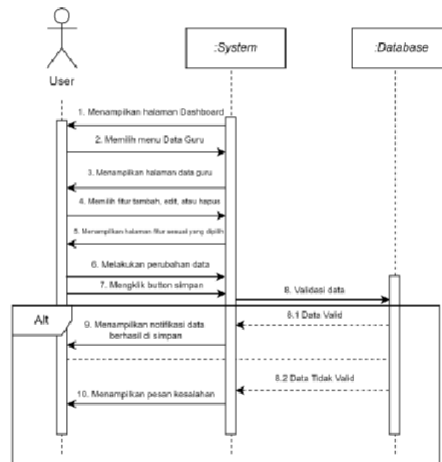 :System
:Database
User
1. Menampilkan halaman Dashboard
2. Memilih menu Data Guru
3. Menampilkan halaman data guru
4. Memilih fitur tambah, edit, atau hapus
5. Menampilkan halaman fitur sesuai yang dipilih
6. Melakukan perubahan data
7. Mengklik button simpan
8. Validasi data
Alt
8.1 Data Valid
9. Menampilkan notifikasi data
berhasil di simpan
8.2 Data Tidak Valid
10. Menampilkan pesan kesalahan